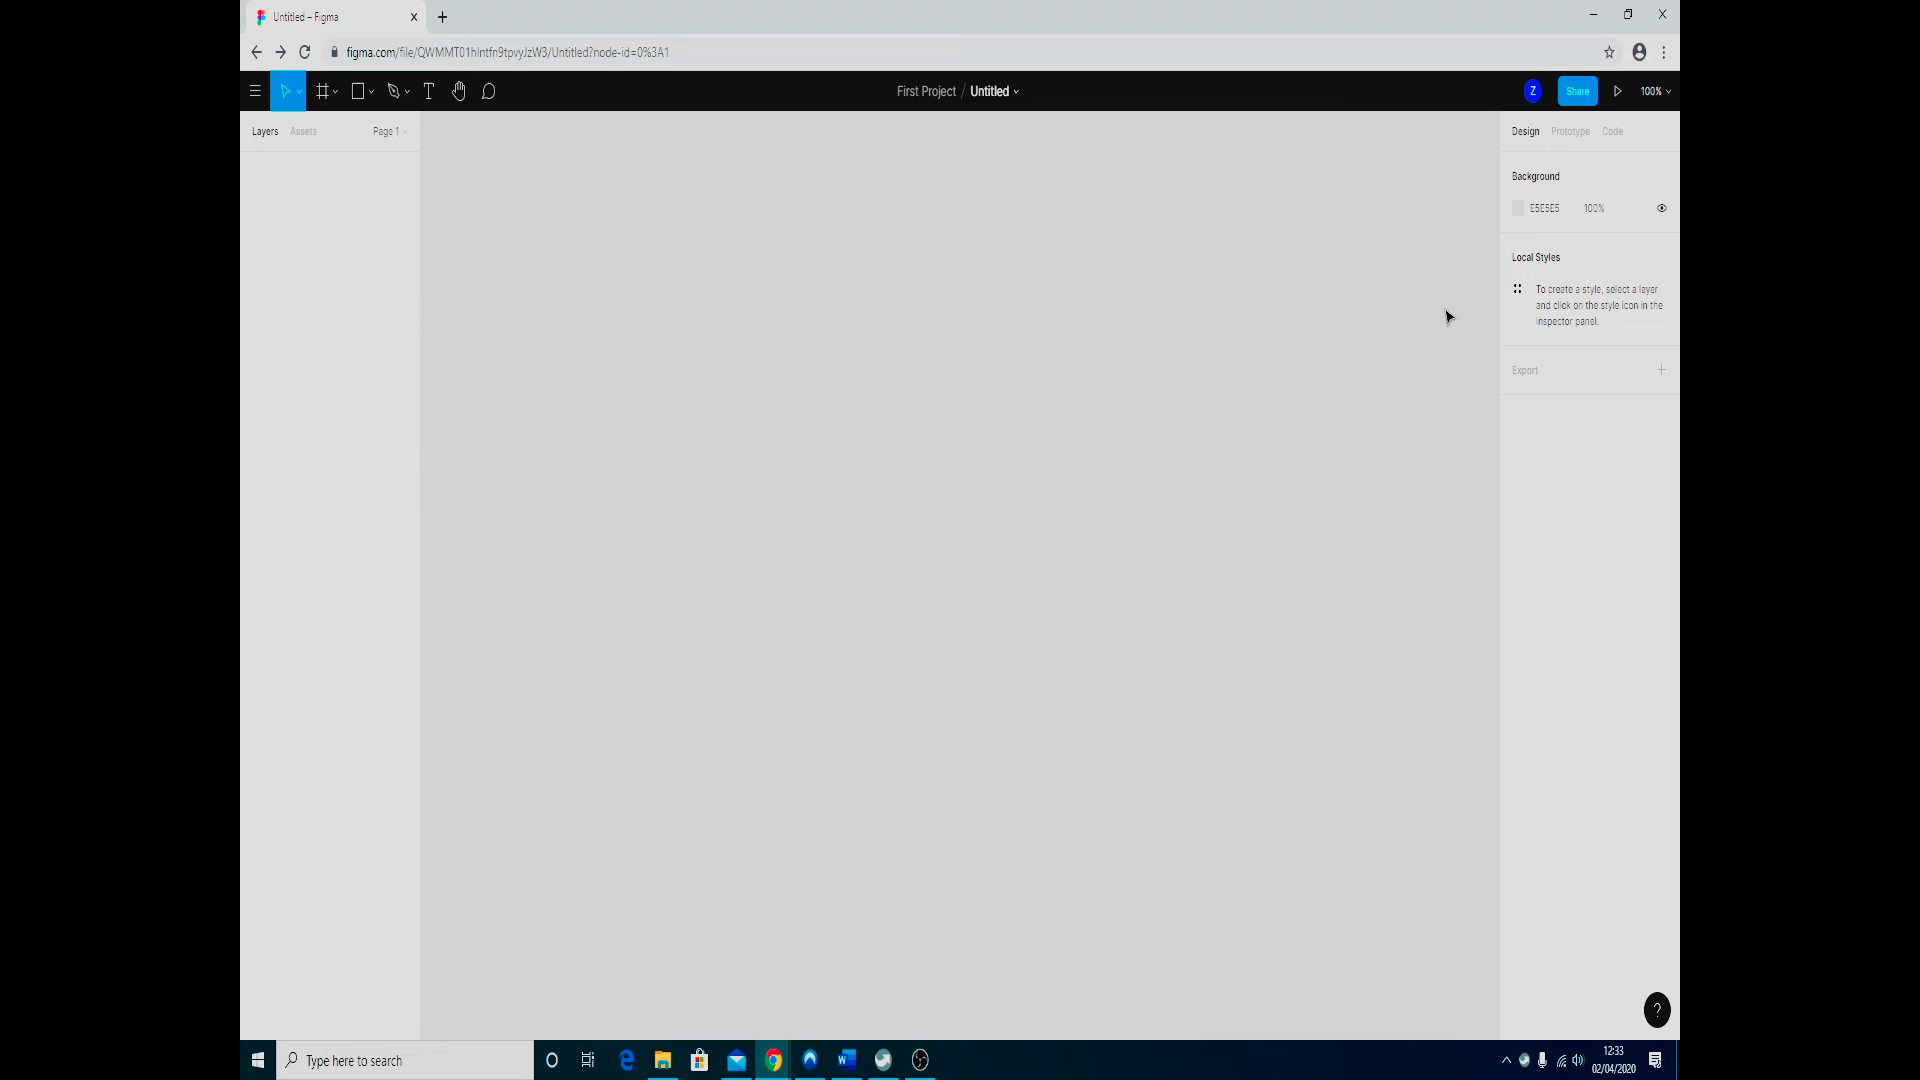 Untitled – Figma
figma.com/file/QWMMT01hIntfn9tpvyJzW3/Untitled?node-id=0%3A1
First Project / Untitled
Z
Share
100%
Layers Assets Page 1
Design Prototype Code
Background
E5E5E5 100%
Local Styles
To create a style, select a layer
and click on the style icon in the
inspector panel.
Export
?
Type here to search
12:33
02/04/2020